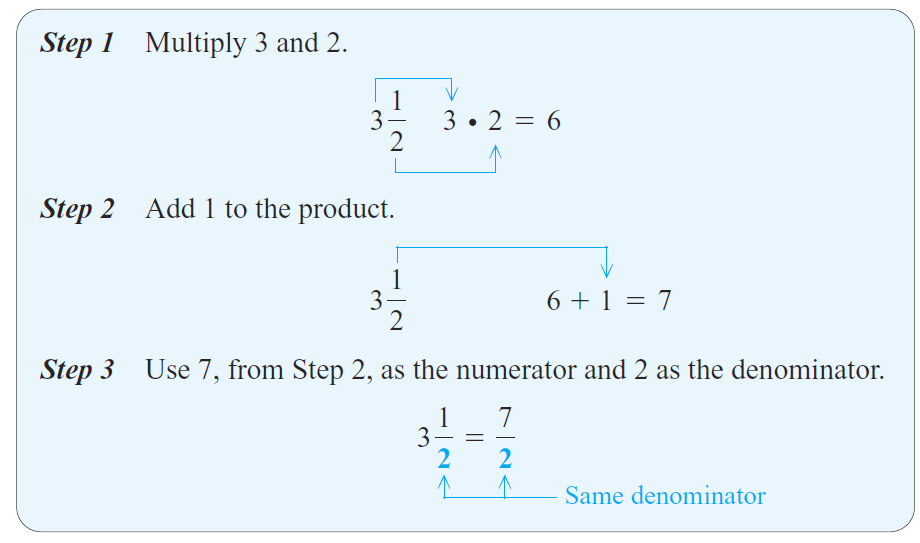 Step 1 Multiply 3 and 2.
3 1/2 3 • 2 = 6
Step 2 Add 1 to the product.
3 1/2 6 + 1 = 7
Step 3 Use 7, from Step 2, as the numerator and 2 as the denominator.
3 1/2 = 7/2
Same denominator